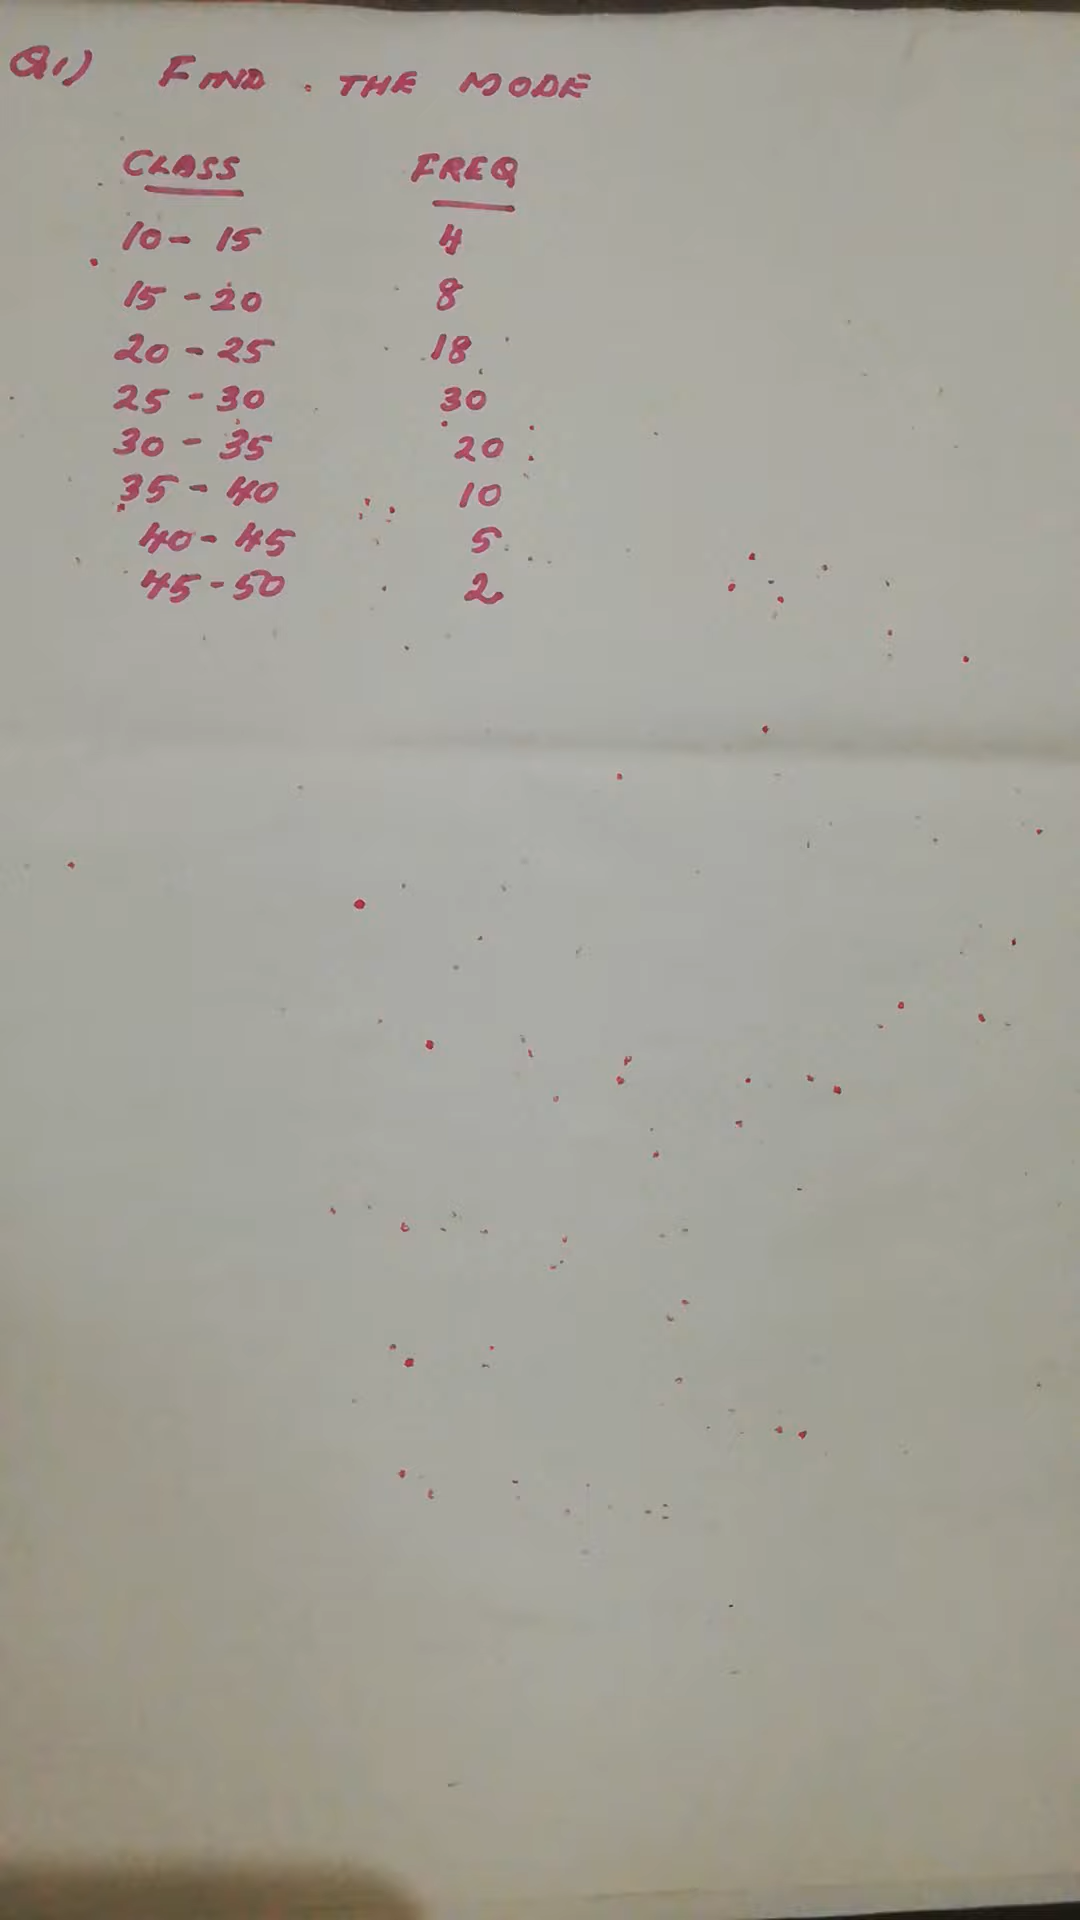 Q1) FIND THE MODE
CLASS FREQ
10 - 15 4
15 - 20 8
20 - 25 18
25 - 30 30
30 - 35 20
35 - 40 10
40 - 45 5
45 - 50 2